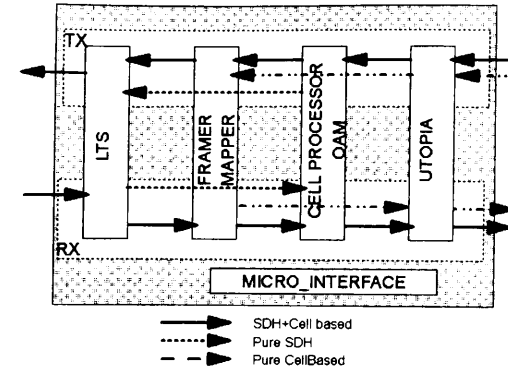 TX
LTS
FRAMER
MAPPER
CELL PROCESSOR
OAM
UTOPIA
RX
MICRO_INTERFACE
SDH+Cell based
Pure SDH
Pure CellBased